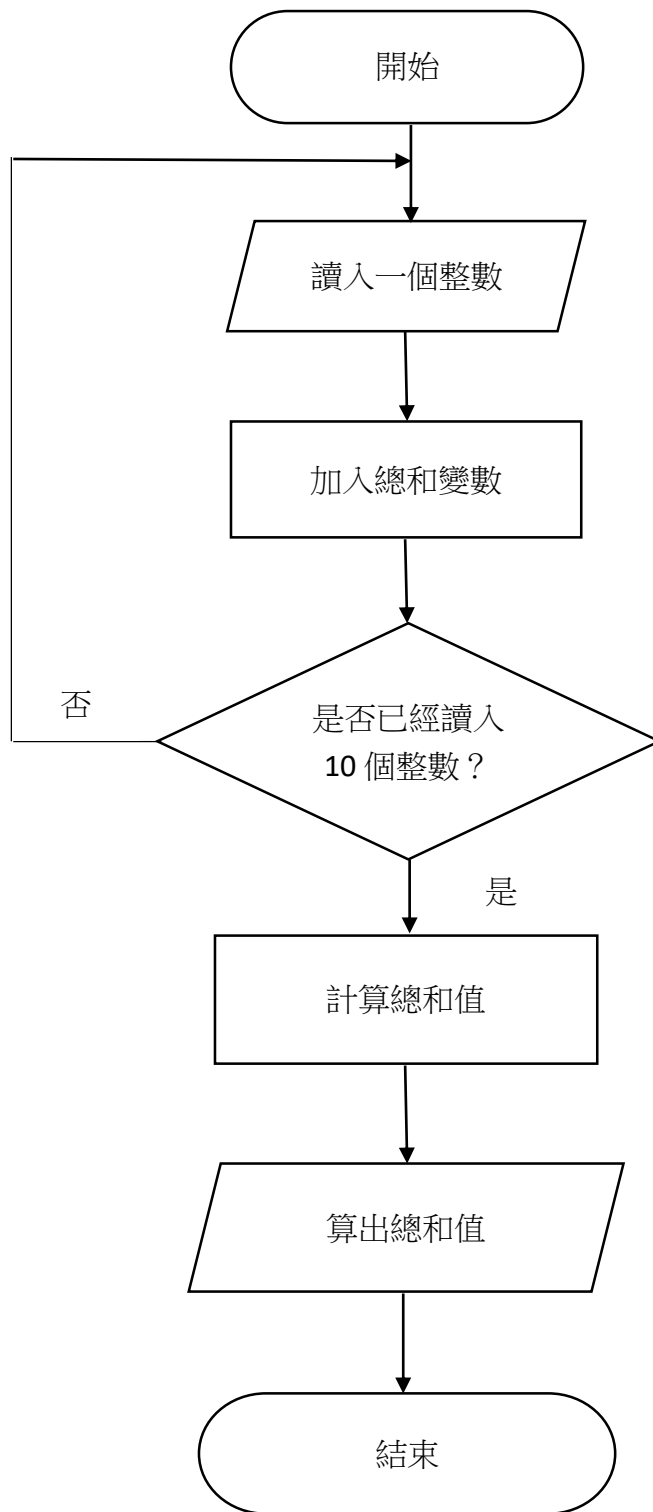 開始
讀入一個整數
加入總和變數
否
是否已經讀入
10 個整數？
是
計算總和值
算出總和值
結束